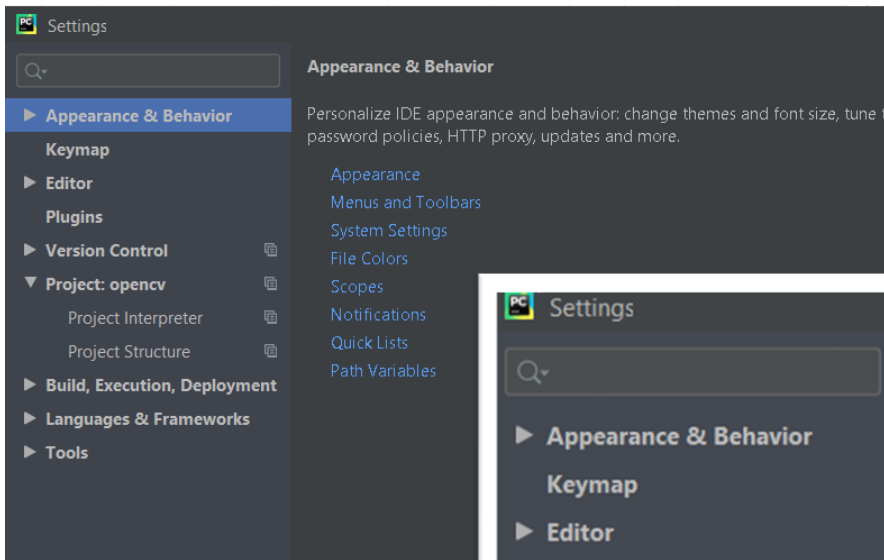 PC
Settings
Appearance & Behavior
Keymap
Editor
Plugins
Version Control
Project: opencv
Project Interpreter
Project Structure
Build, Execution, Deployment
Languages & Frameworks
Tools
Appearance & Behavior
Personalize IDE appearance and behavior: change themes and font size, tune
password policies, HTTP proxy, updates and more.
Appearance
Menus and Toolbars
System Settings
File Colors
Scopes
Notifications
Quick Lists
Path Variables
PC
Settings
Appearance & Behavior
Keymap
Editor